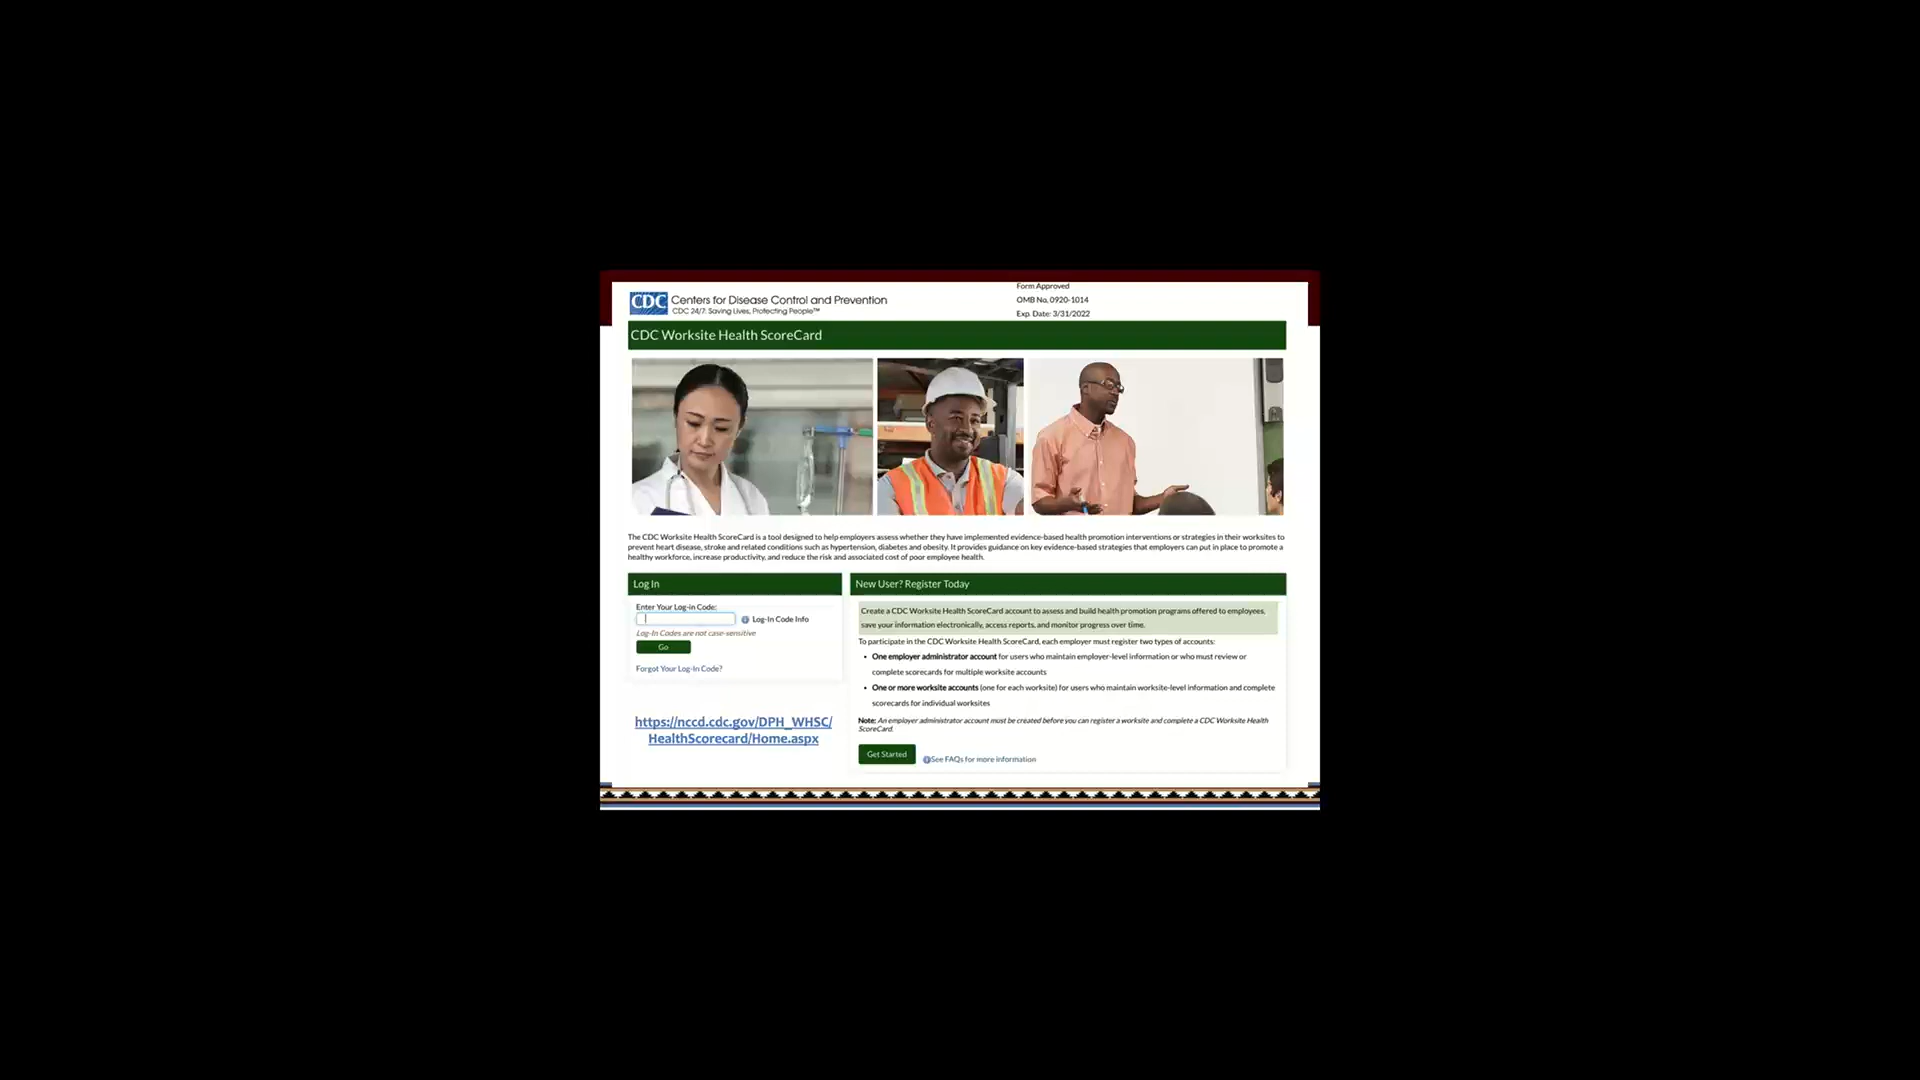 CDC Centers for Disease Control and Prevention
CDC 24/7: Saving Lives, Protecting People™
Form Approved
OMB No. 0920-1014
Exp. Date: 3/31/2022
CDC Worksite Health ScoreCard
The CDC Worksite Health ScoreCard is a tool designed to help employers assess whether they have implemented evidence-based health promotion interventions or strategies in their worksites to
prevent heart disease, stroke and related conditions such as hypertension, diabetes and obesity. It provides guidance on key evidence-based strategies that employers can put in place to promote a
healthy workforce, increase productivity, and reduce the risk and associated cost of poor employee health.
Log In
Enter Your Log-in Code:
Log-In Code Info
Log-In Codes are not case-sensitive
Go
Forgot Your Log-In Code?
https://nccd.cdc.gov/DPH_WHSC/
HealthScorecard/Home.aspx
New User? Register Today
Create a CDC Worksite Health ScoreCard account to assess and build health promotion programs offered to employees,
save your information electronically, access reports, and monitor progress over time.
To participate in the CDC Worksite Health ScoreCard, each employer must register two types of accounts:
• One employer administrator account for users who maintain employer-level information or who must review or
complete scorecards for multiple worksite accounts
• One or more worksite accounts (one for each worksite) for users who maintain worksite-level information and complete
scorecards for individual worksites
Note: An employer administrator account must be created before you can register a worksite and complete a CDC Worksite Health
ScoreCard.
Get Started
See FAQs for more information